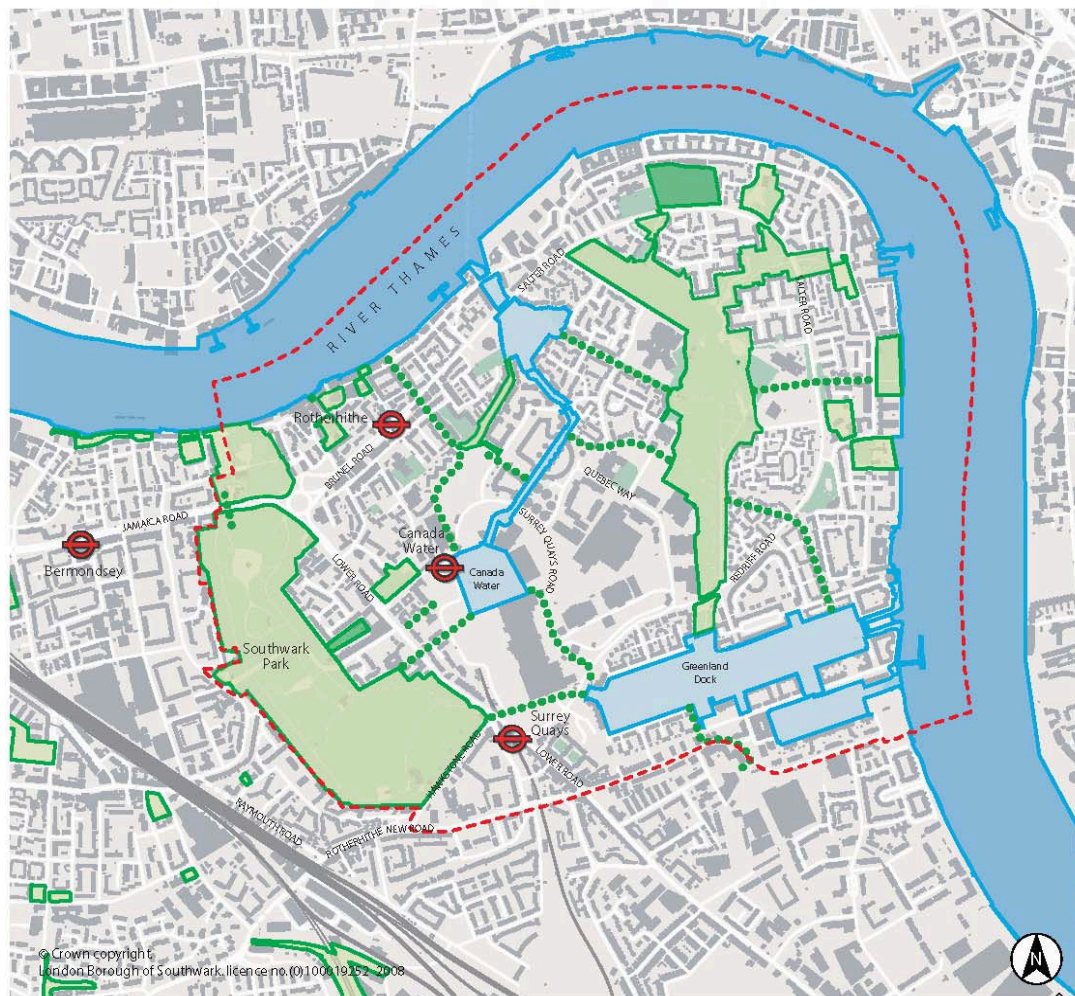 RIVER THAMES
SALTER ROAD
SALTER ROAD
Rotherhithe
BRUNEL ROAD
QUEBEC WAY
JAMAICA ROAD
Bermondsey
Canada
Water
SURREY QUAYS ROAD
LOWER ROAD
Canada
Water
REDRIFF ROAD
Southwark
Park
Greenland
Dock
Surrey
Quays
HAWKSTONE ROAD
LOWER ROAD
RAYMOUTH ROAD
ROTHERHITHE NEW ROAD
© Crown copyright.
London Borough of Southwark. licence no.(0)100019252 2008
N